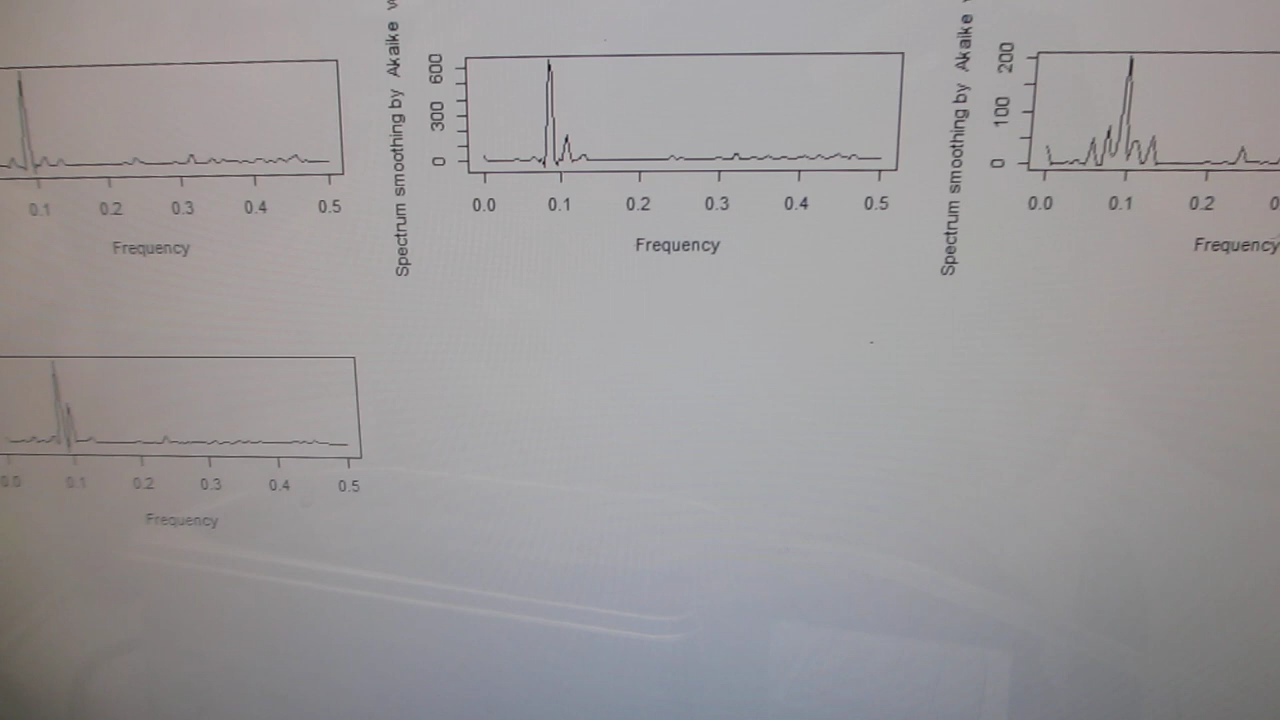 0.1 0.2 0.3 0.4 0.5
Frequency
Spectrum smoothing by Akaike
600
300
0
0.0 0.1 0.2 0.3 0.4 0.5
Frequency
Spectrum smoothing by Akaike
200
100
0
0.0 0.1 0.2
Frequency
0.0 0.1 0.2 0.3 0.4 0.5
Frequency